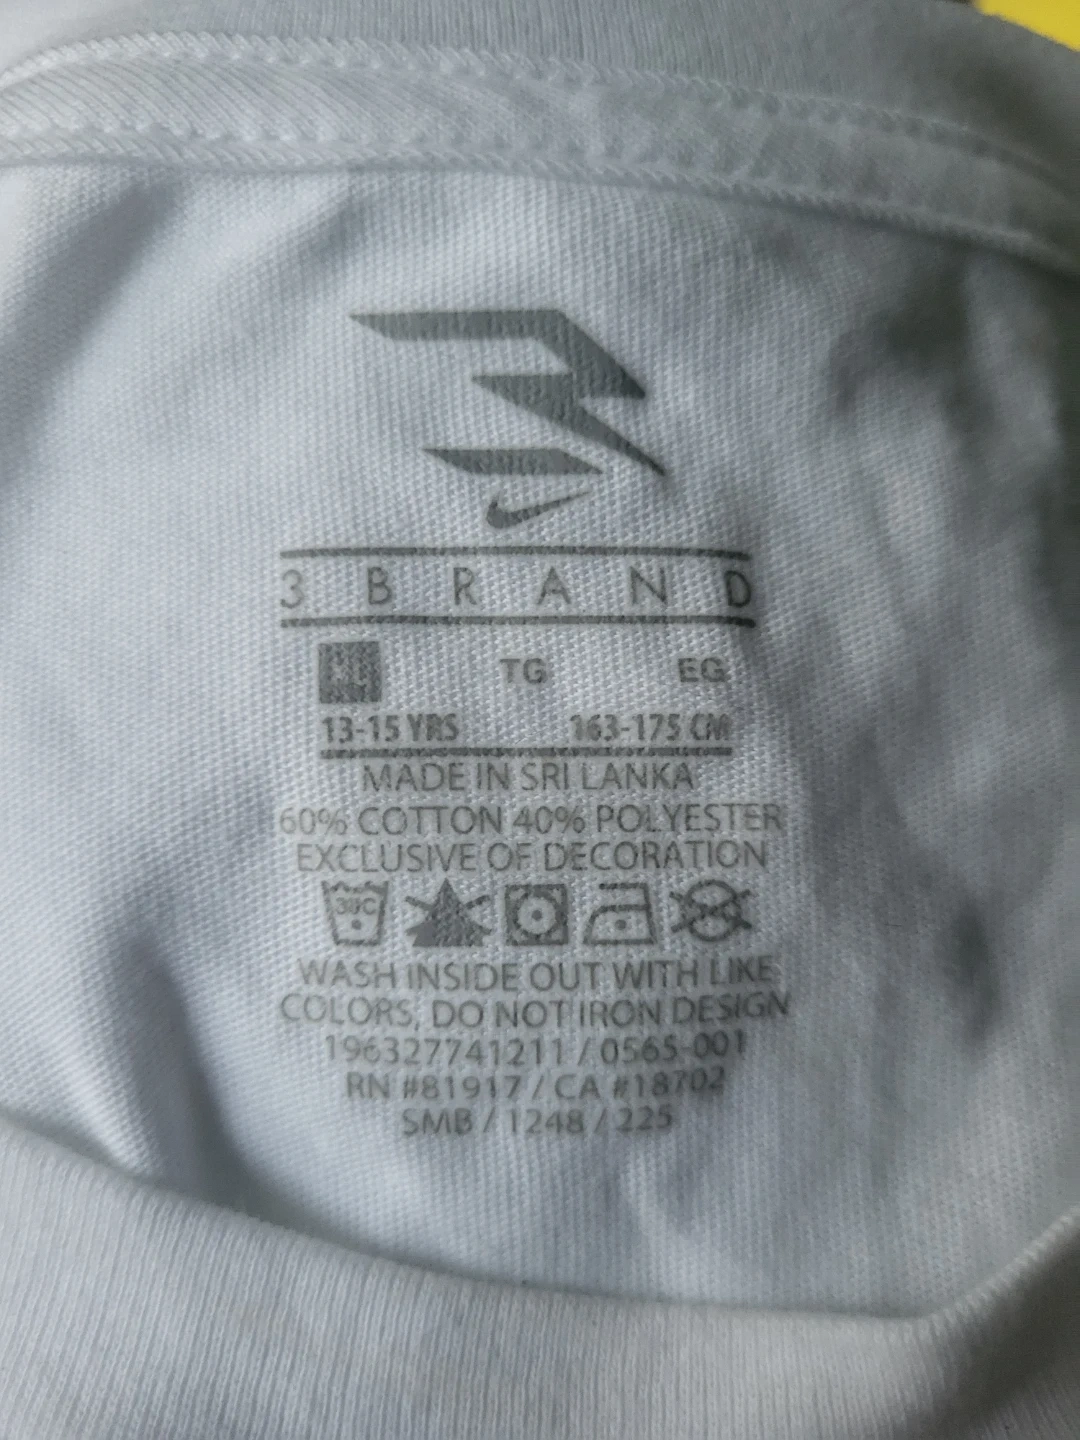 3 BRAND
XL TG EG
13-15 YRS 163-175 CM
MADE IN SRI LANKA
60% COTTON 40% POLYESTER
EXCLUSIVE OF DECORATION
30°C
WASH INSIDE OUT WITH LIKE
COLORS, DO NOT IRON DESIGN
196327741211 / 0565-001
RN #81917 / CA #18702
SMB / 1248 / 225